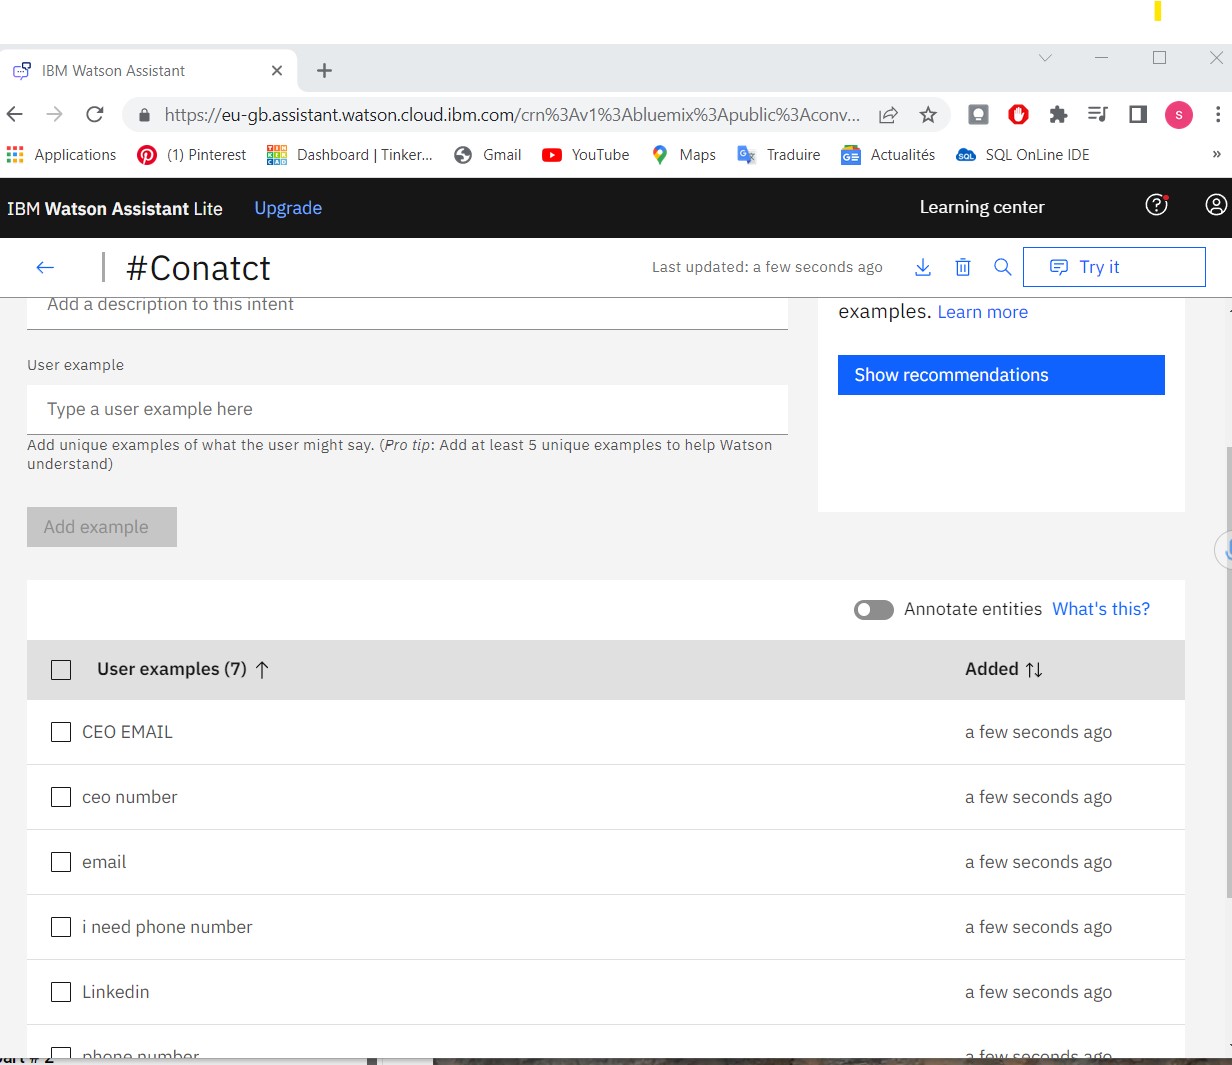 IBM Watson Assistant
https://eu-gb.assistant.watson.cloud.ibm.com/crn%3Av1%3Abluemix%3Apublic%3Aconv...
S
Applications
(1) Pinterest
Dashboard | Tinker...
Gmail
YouTube
Maps
Traduire
Actualités
SQL OnLine IDE
»
IBM Watson Assistant Lite
Upgrade
Learning center
#Conatct
Last updated: a few seconds ago
Try it
Add a description to this intent
examples. Learn more
User example
Show recommendations
Type a user example here
Add unique examples of what the user might say. (Pro tip: Add at least 5 unique examples to help Watson
understand)
Add example
Annotate entities What's this?
User examples (7) ↑
Added ↑↓
CEO EMAIL
a few seconds ago
ceo number
a few seconds ago
email
a few seconds ago
i need phone number
a few seconds ago
Linkedin
a few seconds ago
phone number
a few seconds ago